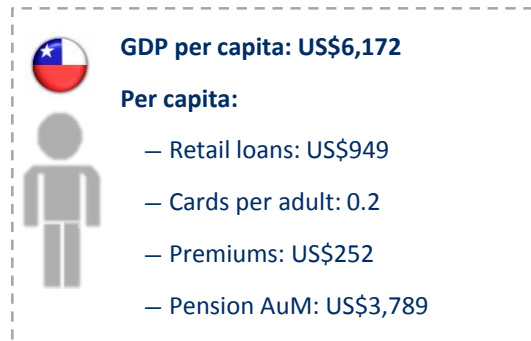 GDP per capita: US$6,172
Per capita:
— Retail loans: US$949
— Cards per adult: 0.2
— Premiums: US$252
— Pension AuM: US$3,789